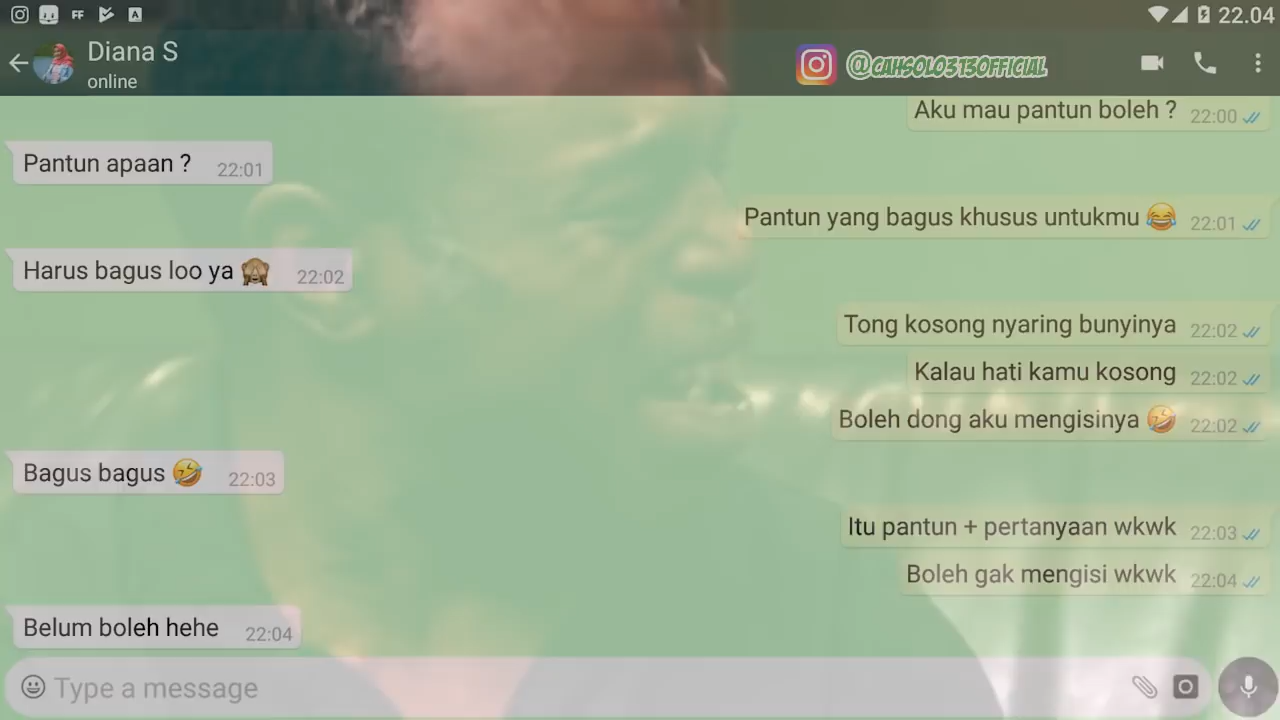 FF
A
22.04
Diana S
online
@CAHSOLO313OFFICIAL
Aku mau pantun boleh ? 22:00
Pantun apaan ? 22:01
Pantun yang bagus khusus untukmu 😂 22:01
Harus bagus loo ya 🙈 22:02
Tong kosong nyaring bunyinya 22:02
Kalau hati kamu kosong 22:02
Boleh dong aku mengisinya 🤣 22:02
Bagus bagus 🤣 22:03
Itu pantun + pertanyaan wkwk 22:03
Boleh gak mengisi wkwk 22:04
Belum boleh hehe 22:04
Type a message